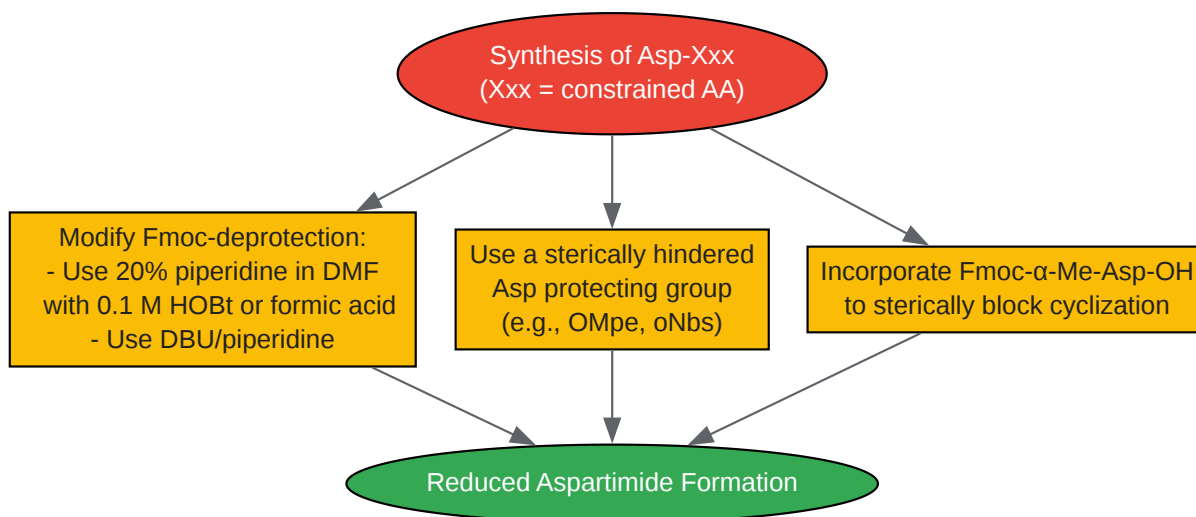 Synthesis of Asp-Xxx
(Xxx = constrained AA)
Modify Fmoc-deprotection:
- Use 20% piperidine in DMF
with 0.1 M HOBt or formic acid
- Use DBU/piperidine
Use a sterically hindered
Asp protecting group
(e.g., OMpe, oNbs)
Incorporate Fmoc-α-Me-Asp-OH
to sterically block cyclization
Reduced Aspartimide Formation